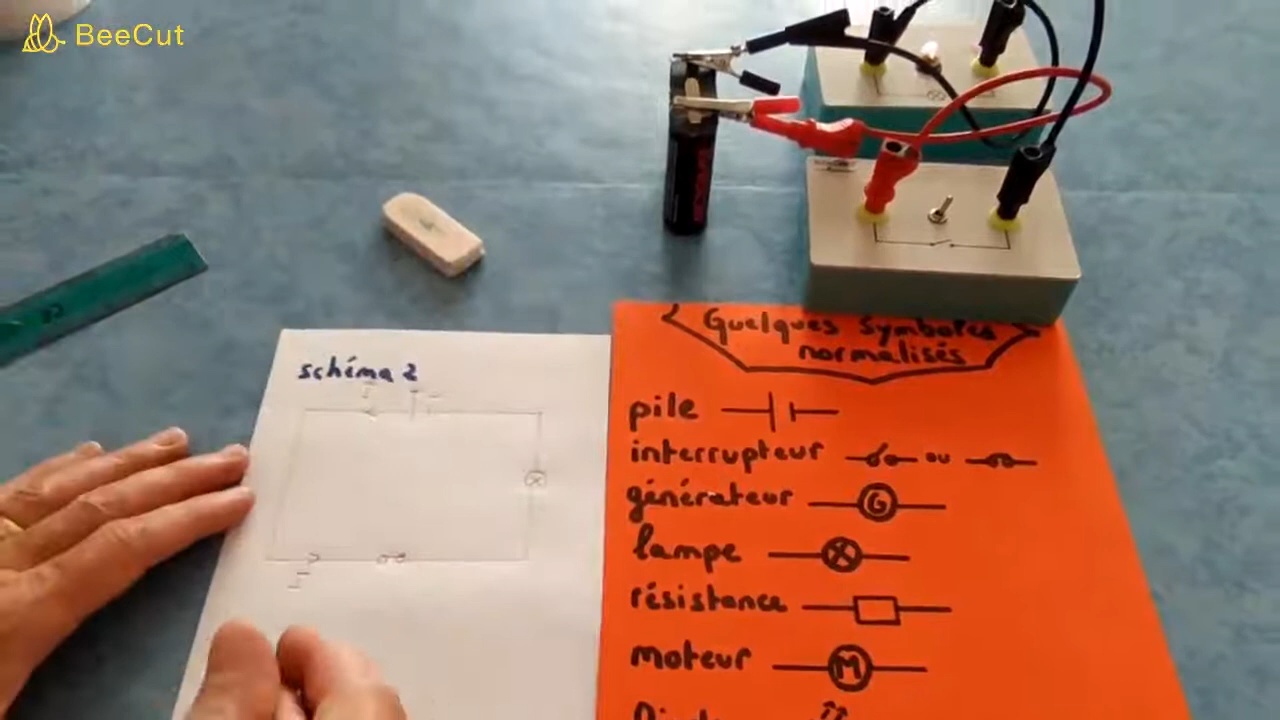 BeeCut
schéma 2
I
I
Quelques Symboles
normalisés
pile
interrupteur ou
générateur G
lampe
résistance
moteur M